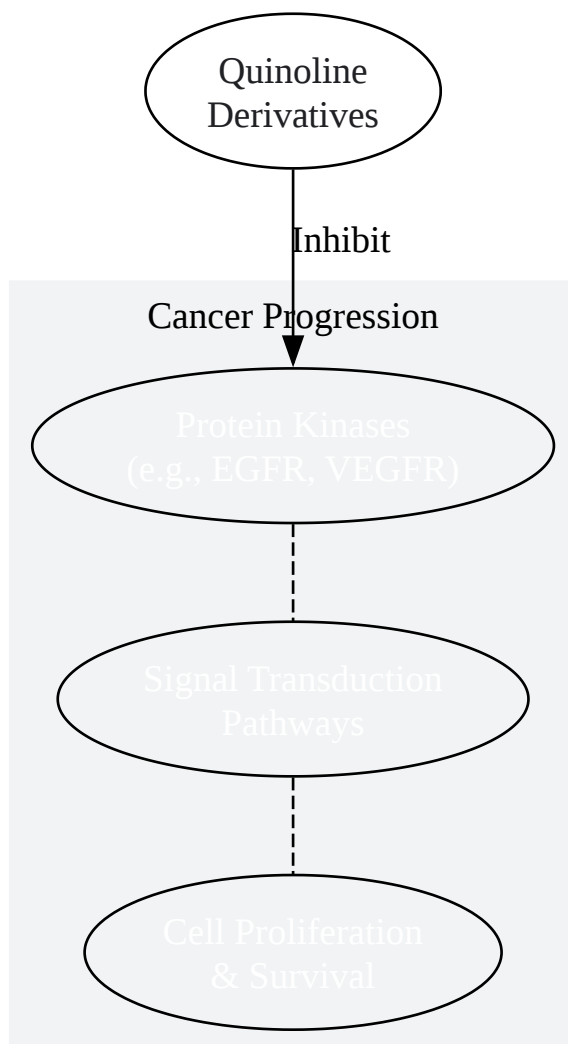 Quinoline
Derivatives
Inhibit
Cancer Progression
Protein Kinases
(e.g., EGFR, VEGFR)
Signal Transduction
Pathways
Cell Proliferation
& Survival